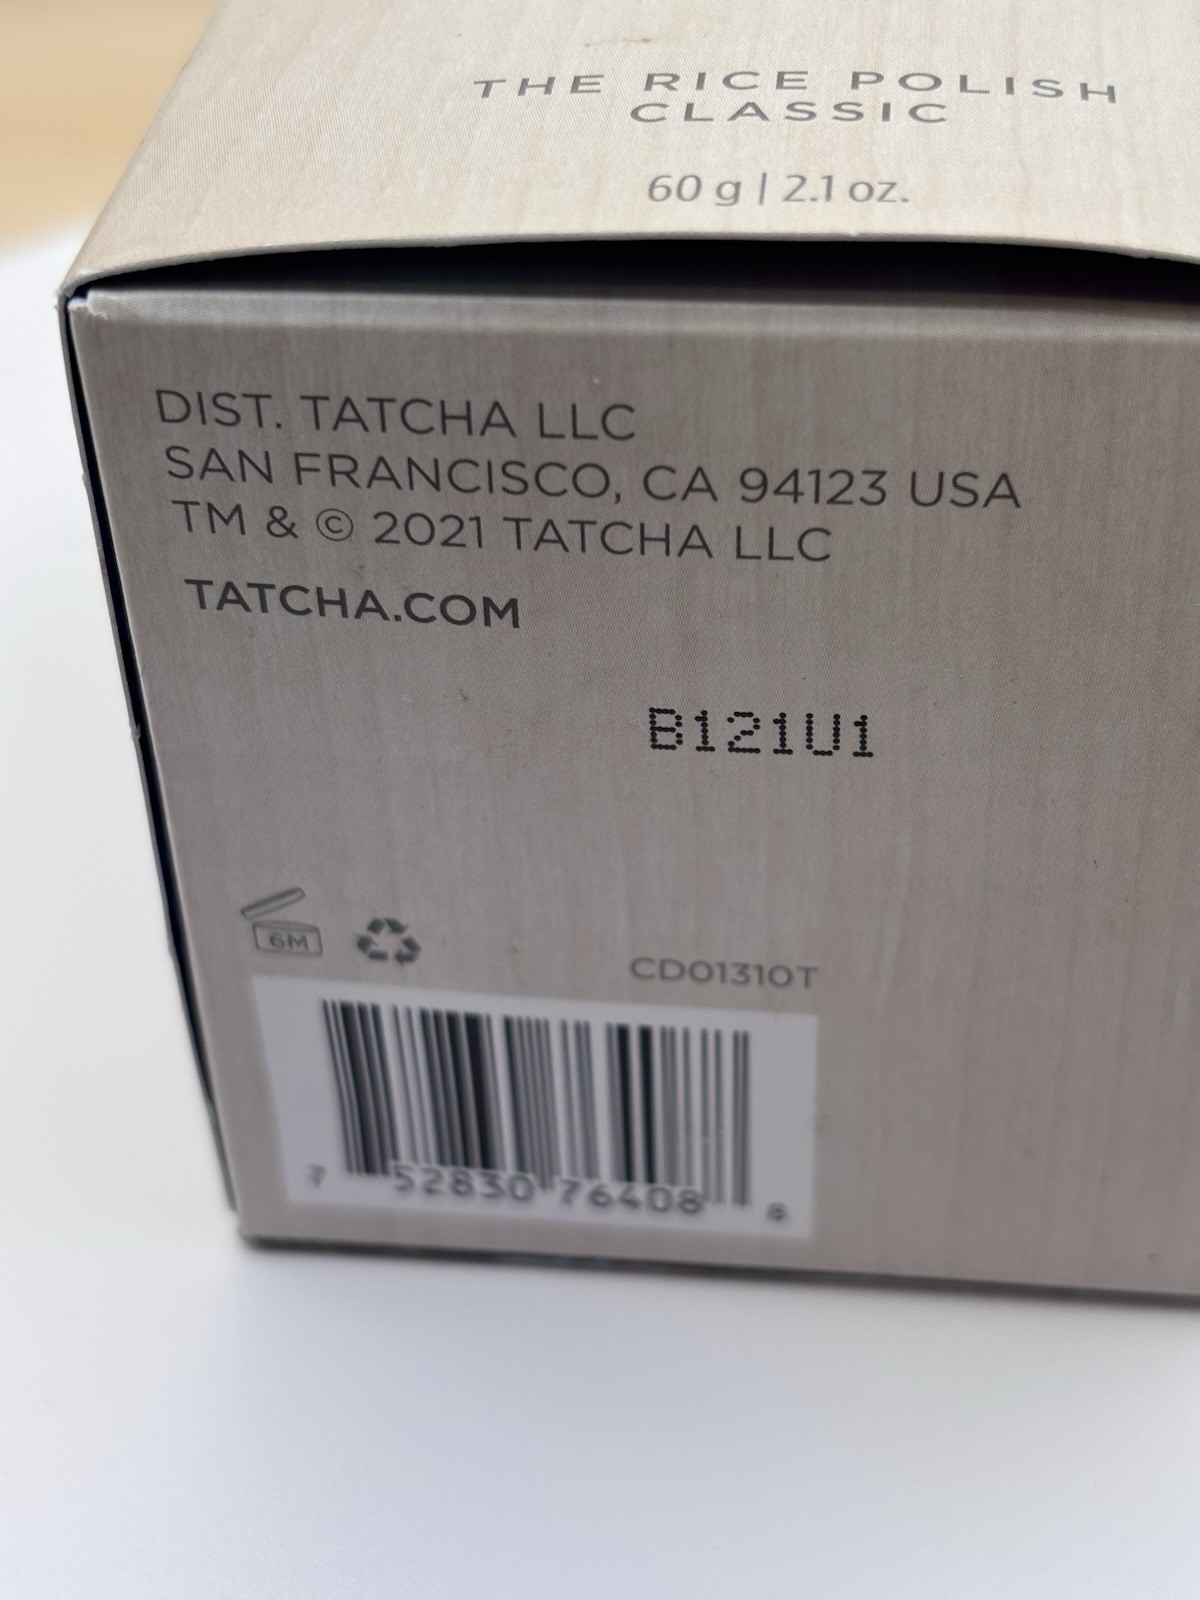 THE RICE POLISH
CLASSIC
60 g | 2.1 oz.
DIST. TATCHA LLC
SAN FRANCISCO, CA 94123 USA
TM & © 2021 TATCHA LLC
TATCHA.COM
B121U1
6M
CD01310T
7 52830 76408 8